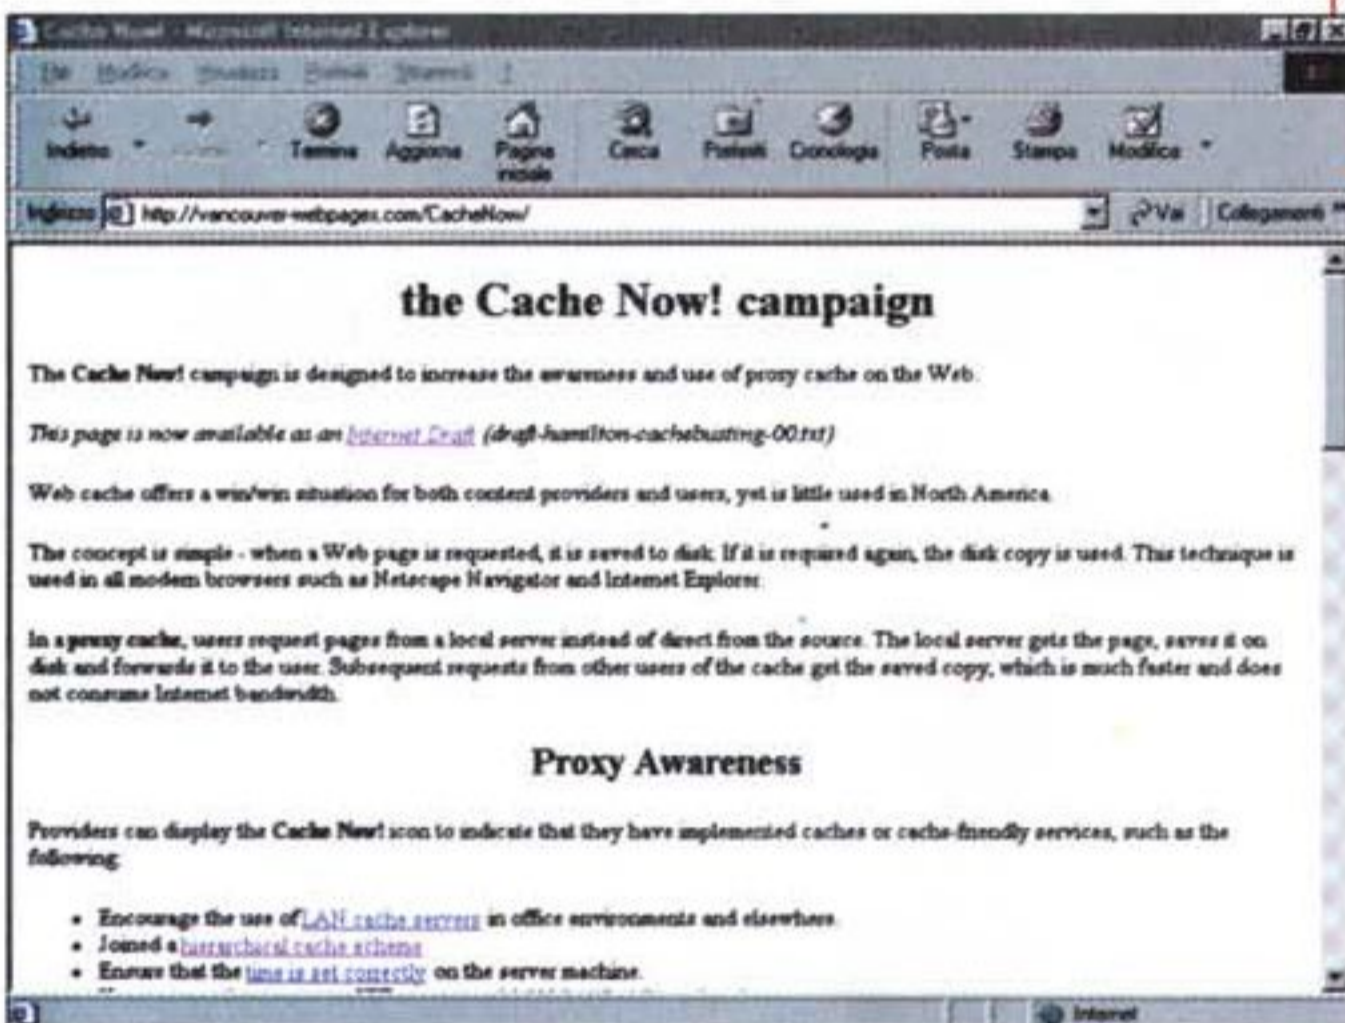 Cache Now! - Microsoft Internet Explorer
File Modifica Visualizza Preferiti Strumenti ?
Indietro Termina Aggiorna Pagina iniziale Cerca Preferiti Cronologia Posta Stampa Modifica
Indirizzo http://vancouver-webpages.com/CacheNow/ Vai Collegamenti
the Cache Now! campaign
The Cache Now! campaign is designed to increase the awareness and use of proxy cache on the Web.
This page is now available as an Internet Draft (draft-hamilton-cachebusting-00.txt)
Web cache offers a win/win situation for both content providers and users, yet is little used in North America.
The concept is simple - when a Web page is requested, it is saved to disk. If it is required again, the disk copy is used. This technique is
used in all modern browsers such as Netscape Navigator and Internet Explorer.
In a proxy cache, users request pages from a local server instead of direct from the source. The local server gets the page, saves it on
disk and forwards it to the user. Subsequent requests from other users of the cache get the saved copy, which is much faster and does
not consume Internet bandwidth.
Proxy Awareness
Providers can display the Cache Now! icon to indicate that they have implemented caches or cache-friendly services, such as the
following:
• Encourage the use of LAN cache servers in office environments and elsewhere.
• Joined a hierarchical cache scheme
• Ensure that the time is set correctly on the server machine.
Internet